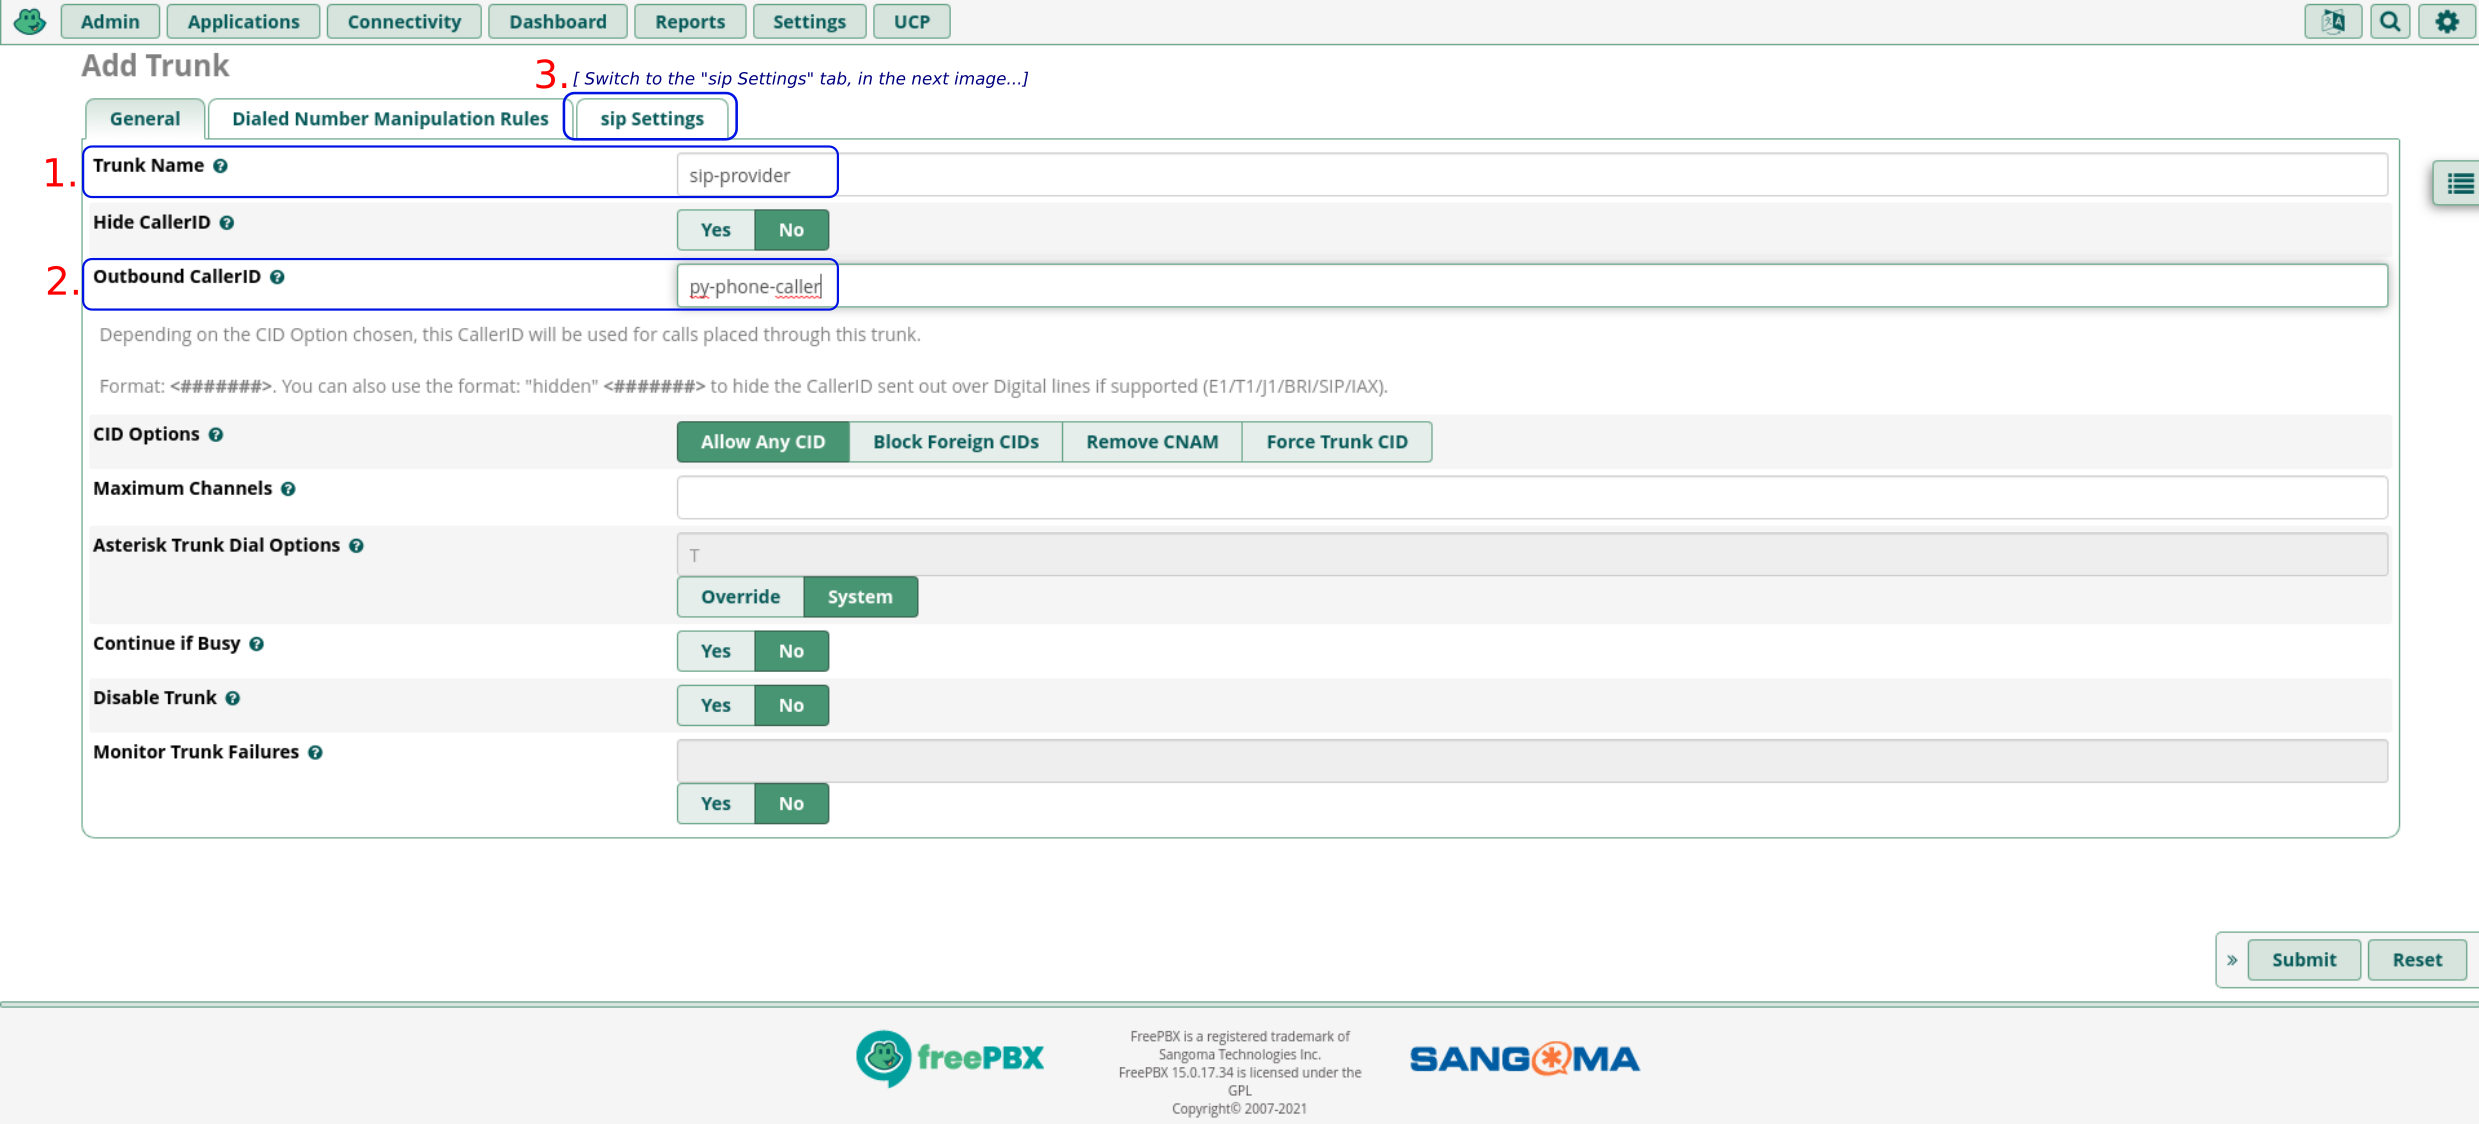 Admin Applications Connectivity Dashboard Reports Settings UCP
Add Trunk
3. [ Switch to the "sip Settings" tab, in the next image...]
General Dialed Number Manipulation Rules sip Settings
1. Trunk Name sip-provider
Hide CallerID Yes No
2. Outbound CallerID py-phone-caller
Depending on the CID Option chosen, this CallerID will be used for calls placed through this trunk.
Format: <#######>. You can also use the format: "hidden" <#######> to hide the CallerID sent out over Digital lines if supported (E1/T1/J1/BRI/SIP/IAX).
CID Options Allow Any CID Block Foreign CIDs Remove CNAM Force Trunk CID
Maximum Channels
Asterisk Trunk Dial Options T
Override System
Continue if Busy Yes No
Disable Trunk Yes No
Monitor Trunk Failures
Yes No
» Submit Reset
freePBX
FreePBX is a registered trademark of
Sangoma Technologies Inc.
FreePBX 15.0.17.34 is licensed under the
GPL
Copyright© 2007-2021
SANGOMA